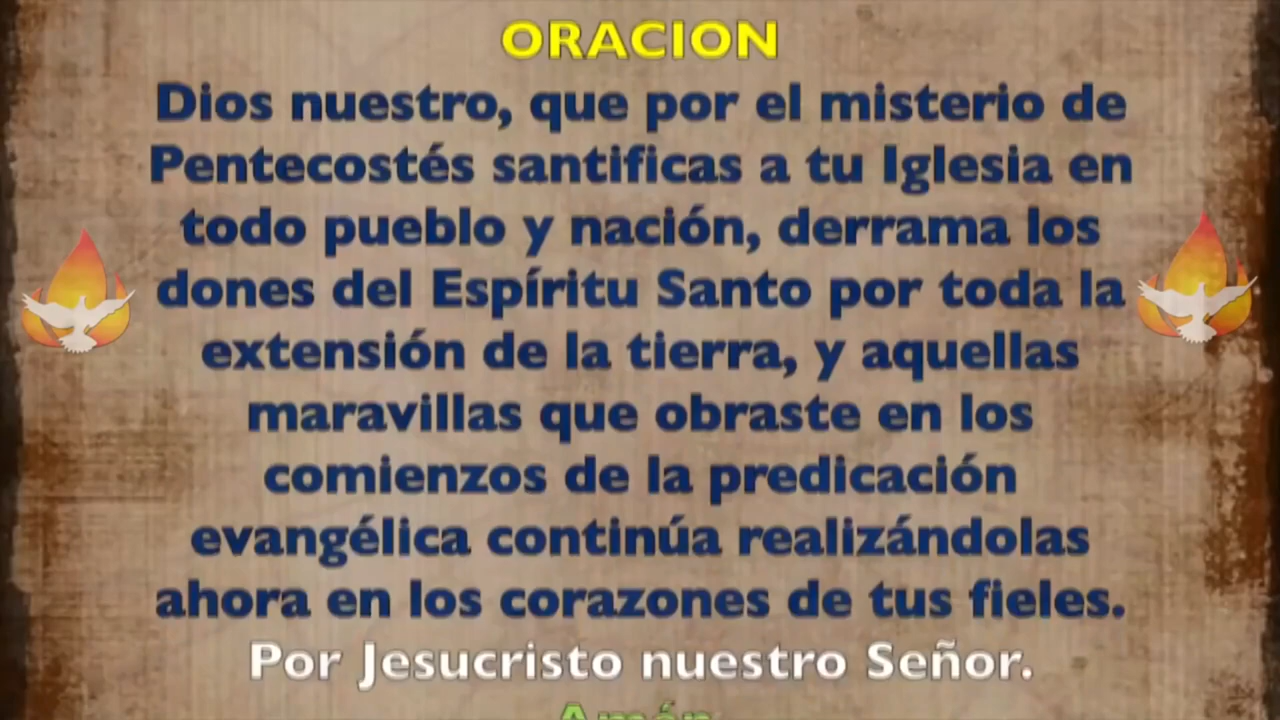 ORACION
Dios nuestro, que por el misterio de
Pentecostés santificas a tu Iglesia en
todo pueblo y nación, derrama los
dones del Espíritu Santo por toda la
extensión de la tierra, y aquellas
maravillas que obraste en los
comienzos de la predicación
evangélica continúa realizándolas
ahora en los corazones de tus fieles.
Por Jesucristo nuestro Señor.
Amén